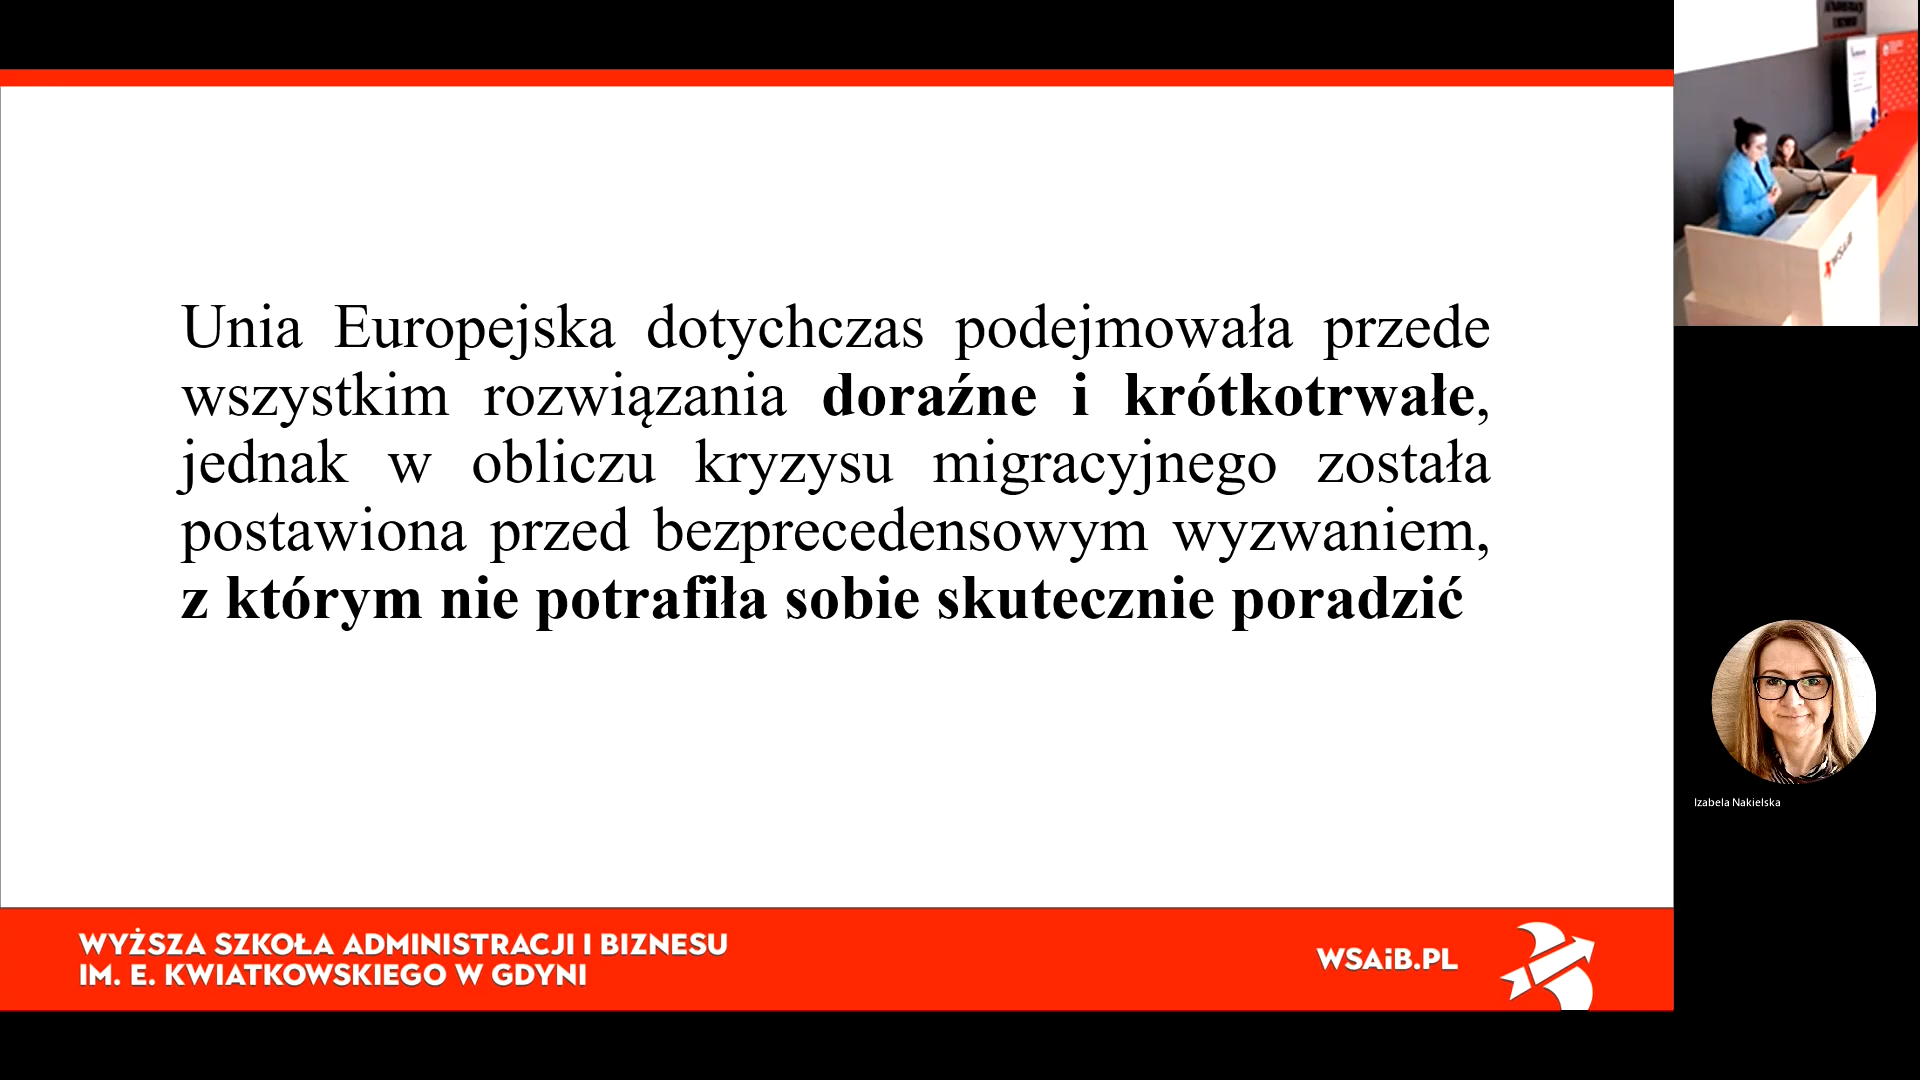 Unia Europejska dotychczas podejmowała przede
wszystkim rozwiązania doraźne i krótkotrwałe,
jednak w obliczu kryzysu migracyjnego została
postawiona przed bezprecedensowym wyzwaniem,
z którym nie potrafiła sobie skutecznie poradzić
WYŻSZA SZKOŁA ADMINISTRACJI I BIZNESU
IM. E. KWIATKOWSKIEGO W GDYNI
WSAiB.PL
WSAiB
Izabela Nakielska